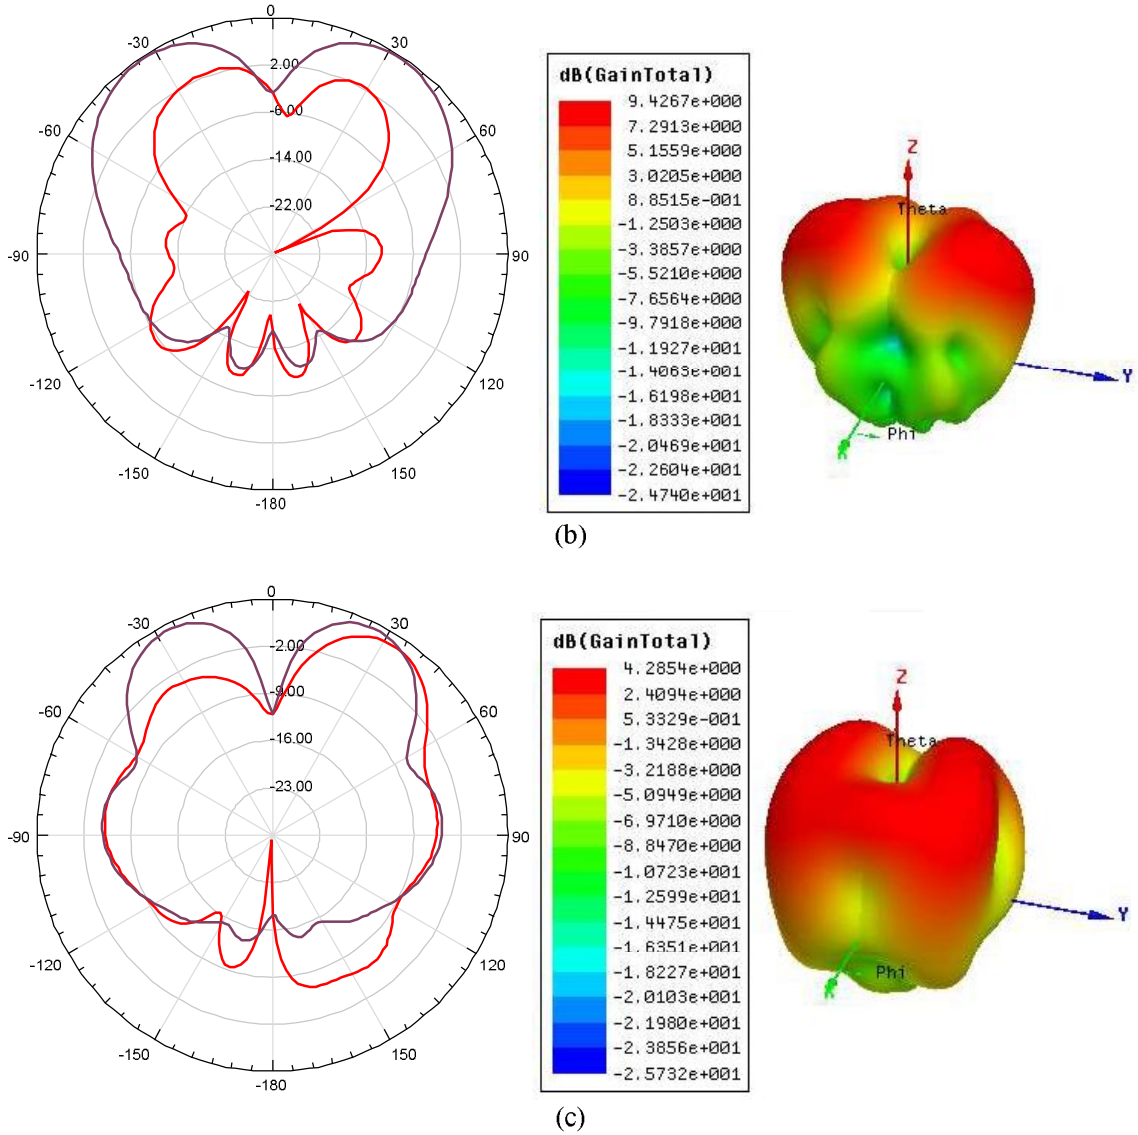 0
-30
30
2.00
-60
60
-6.00
-14.00
-22.00
-90
90
-120
120
-150
150
-180
dB(GainTotal)
9.4267e+000
7.2913e+000
5.1559e+000
3.0205e+000
8.8515e-001
-1.2503e+000
-3.3857e+000
-5.5210e+000
-7.6564e+000
-9.7918e+000
-1.1927e+001
-1.4063e+001
-1.6198e+001
-1.8333e+001
-2.0469e+001
-2.2604e+001
-2.4740e+001
Z
Theta
Y
Phi
(b)
0
-30
30
-2.00
-60
60
-9.00
-16.00
-23.00
-90
90
-120
120
-150
150
-180
dB(GainTotal)
4.2854e+000
2.4094e+000
5.3329e-001
-1.3428e+000
-3.2188e+000
-5.0949e+000
-6.9710e+000
-8.8470e+000
-1.0723e+001
-1.2599e+001
-1.4475e+001
-1.6351e+001
-1.8227e+001
-2.0103e+001
-2.1980e+001
-2.3856e+001
-2.5732e+001
Z
Theta
Y
Phi
(c)